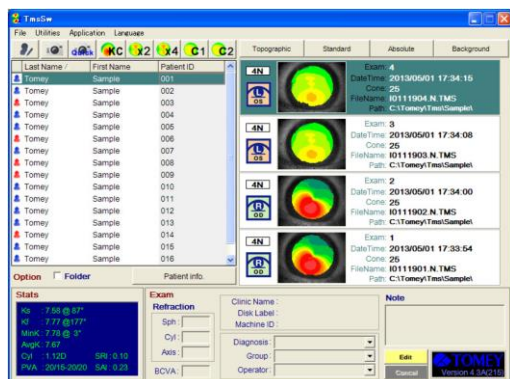 TmsSw
File Utilities Application Language
KC x2 x4 C1 C2
Topographic Standard Absolute Background
Last Name / First Name Patient ID
Tomey Sample 001
Tomey Sample 002
Tomey Sample 003
Tomey Sample 004
Tomey Sample 005
Tomey Sample 006
Tomey Sample 007
Tomey Sample 008
Tomey Sample 009
Tomey Sample 010
Tomey Sample 011
Tomey Sample 012
Tomey Sample 013
Tomey Sample 014
Tomey Sample 015
Tomey Sample 016
Option Folder Patient info.
4N
L
OS
Exam: 4
DateTime: 2013/05/01 17:34:15
Cone: 25
FileName: I0111904.N.TMS
Path: C:\Tomey\Tms\Sample\
4N
L
OS
Exam: 3
DateTime: 2013/05/01 17:34:08
Cone: 25
FileName: I0111903.N.TMS
Path: C:\Tomey\Tms\Sample\
4N
R
OD
Exam: 2
DateTime: 2013/05/01 17:34:00
Cone: 25
FileName: I0111902.N.TMS
Path: C:\Tomey\Tms\Sample\
4N
R
OD
Exam: 1
DateTime: 2013/05/01 17:33:54
Cone: 25
FileName: I0111901.N.TMS
Path: C:\Tomey\Tms\Sample\
Stats
Ks : 7.56 @ 87°
Kf : 7.77 @177°
MinK : 7.78 @ 3°
AvgK : 7.67
Cyl : 1.12D SRI : 0.10
PVA : 20/15-20/20 SAI : 0.23
Exam
Refraction
Sph :
Cyl :
Axis :
BCVA :
Clinic Name :
Disk Label :
Machine ID :
Diagnosis :
Group :
Operator :
Note
Edit
Cancel
TOMEY
Version 4.3A(215)